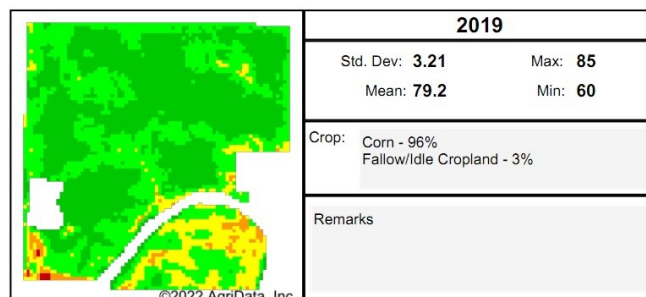 2019
Std. Dev: 3.21 Max: 85
Mean: 79.2 Min: 60
Crop: Corn - 96%
Fallow/Idle Cropland - 3%
Remarks
©2022 AgriData, Inc.